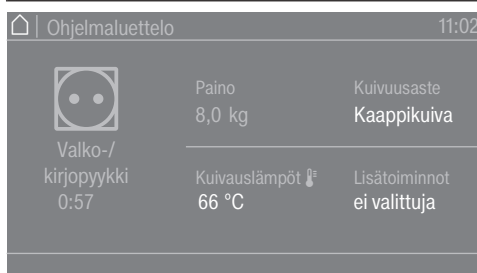 Ohjelmaluettelo 11:02
Valko-/
kirjopyykki
0:57
Paino
8,0 kg
Kuivuusaste
Kaappikuiva
Kuivauslämpöt
66 °C
Lisätoiminnot
ei valittuja